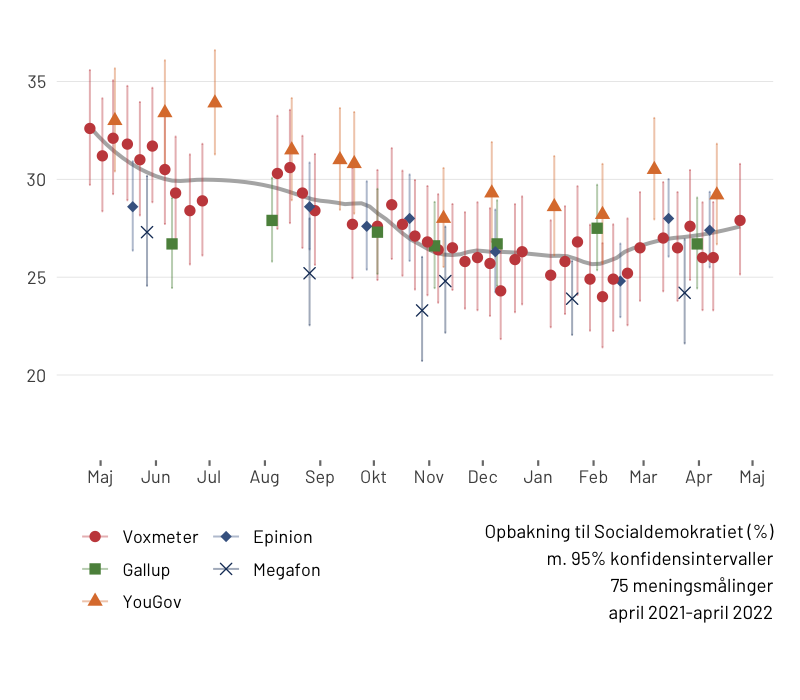 35
30
25
20
Maj Jun Jul Aug Sep Okt Nov Dec Jan Feb Mar Apr Maj
Voxmeter Epinion
Gallup Megafon
YouGov
Opbakning til Socialdemokratiet (%)
m. 95% konfidensintervaller
75 meningsmålinger
april 2021-april 2022